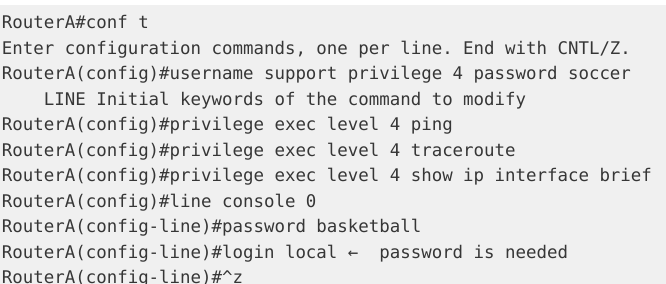 RouterA#conf t
Enter configuration commands, one per line. End with CNTL/Z.
RouterA(config)#username support privilege 4 password soccer
LINE Initial keywords of the command to modify
RouterA(config)#privilege exec level 4 ping
RouterA(config)#privilege exec level 4 traceroute
RouterA(config)#privilege exec level 4 show ip interface brief
RouterA(config)#line console 0
RouterA(config-line)#password basketball
RouterA(config-line)#login local ← password is needed
RouterA(config-line)#^z